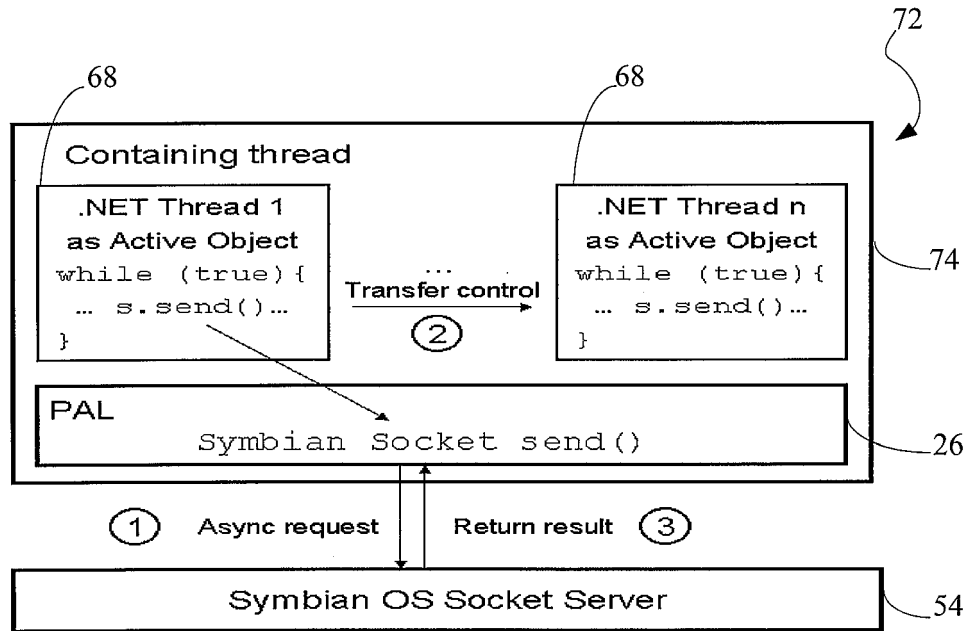 72
68
68
Containing thread
.NET Thread 1
as Active Object
while (true){
… s.send()…
}
...
Transfer control
2
.NET Thread n
as Active Object
while (true){
… s.send()…
}
74
PAL
Symbian Socket send()
26
1 Async request
Return result 3
Symbian OS Socket Server
54